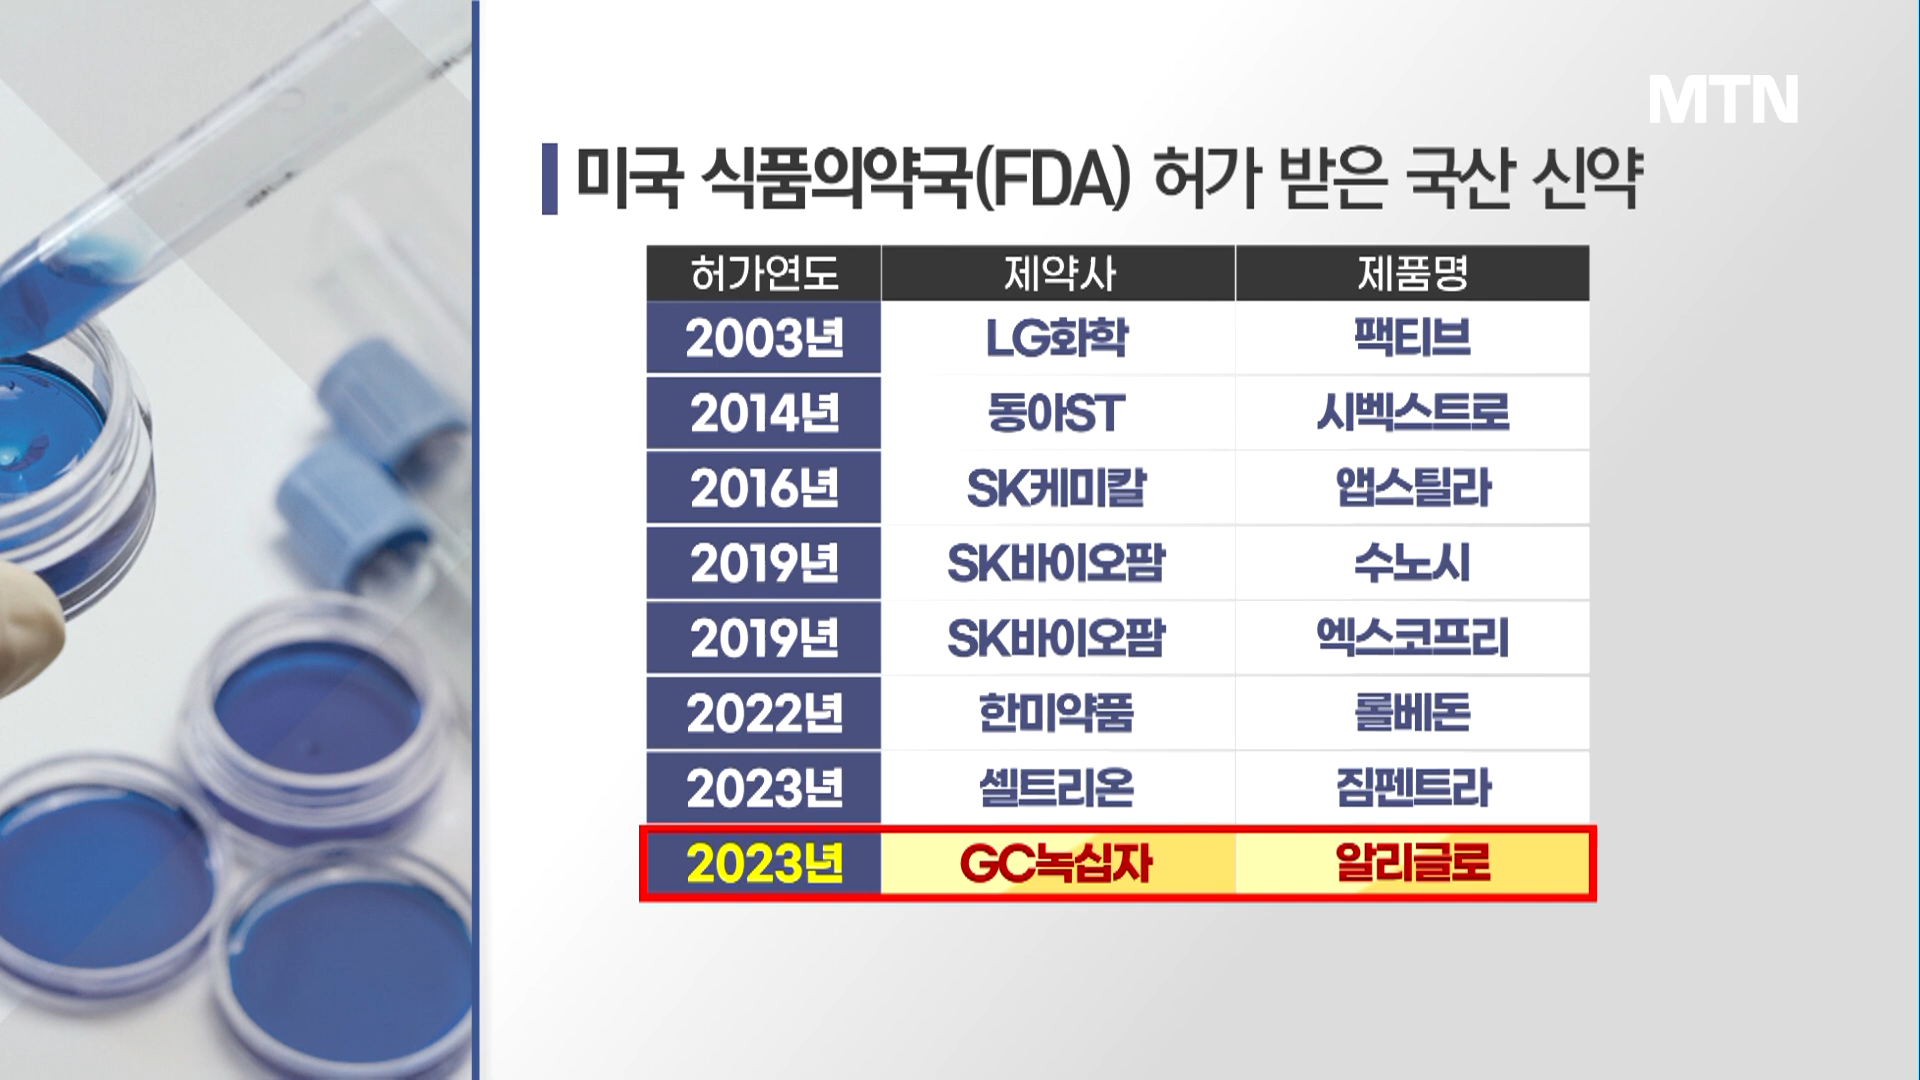 MTN
미국 식품의약국(FDA) 허가 받은 국산 신약
허가연도 제약사 제품명
2003년 LG화학 팩티브
2014년 동아ST 시벡스트로
2016년 SK케미칼 앱스틸라
2019년 SK바이오팜 수노시
2019년 SK바이오팜 엑스코프리
2022년 한미약품 롤베돈
2023년 셀트리온 짐펜트라
2023년 GC녹십자 알리글로